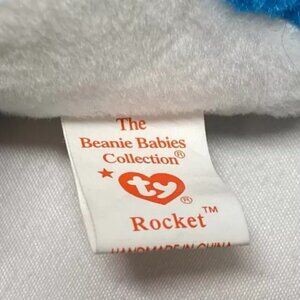 The
Beanie Babies
Collection®
ty
Rocket™
HANDMADE IN CHINA